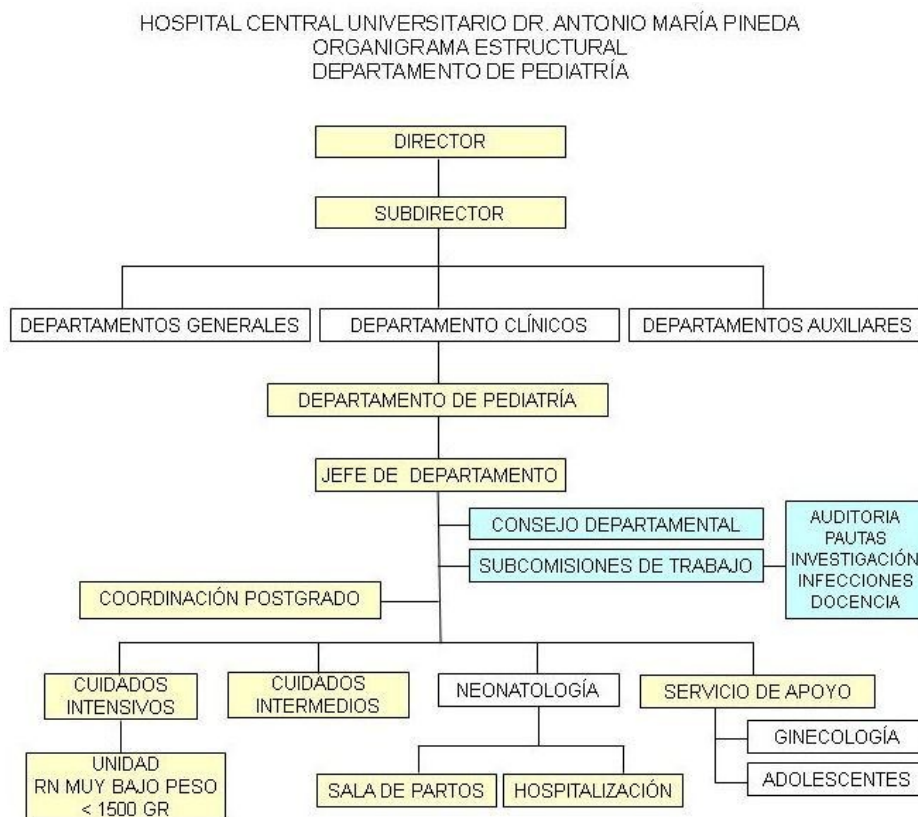 HOSPITAL CENTRAL UNIVERSITARIO DR. ANTONIO MARÍA PINEDA
ORGANIGRAMA ESTRUCTURAL
DEPARTAMENTO DE PEDIATRÍA
DIRECTOR
SUBDIRECTOR
DEPARTAMENTOS GENERALES
DEPARTAMENTO CLÍNICOS
DEPARTAMENTOS AUXILIARES
DEPARTAMENTO DE PEDIATRÍA
JEFE DE DEPARTAMENTO
CONSEJO DEPARTAMENTAL
SUBCOMISIONES DE TRABAJO
AUDITORIA
PAUTAS
INVESTIGACIÓN
INFECCIONES
DOCENCIA
COORDINACIÓN POSTGRADO
CUIDADOS
INTENSIVOS
CUIDADOS
INTERMEDIOS
NEONATOLOGÍA
SERVICIO DE APOYO
UNIDAD
RN MUY BAJO PESO
< 1500 GR
SALA DE PARTOS
HOSPITALIZACIÓN
GINECOLOGÍA
ADOLESCENTES